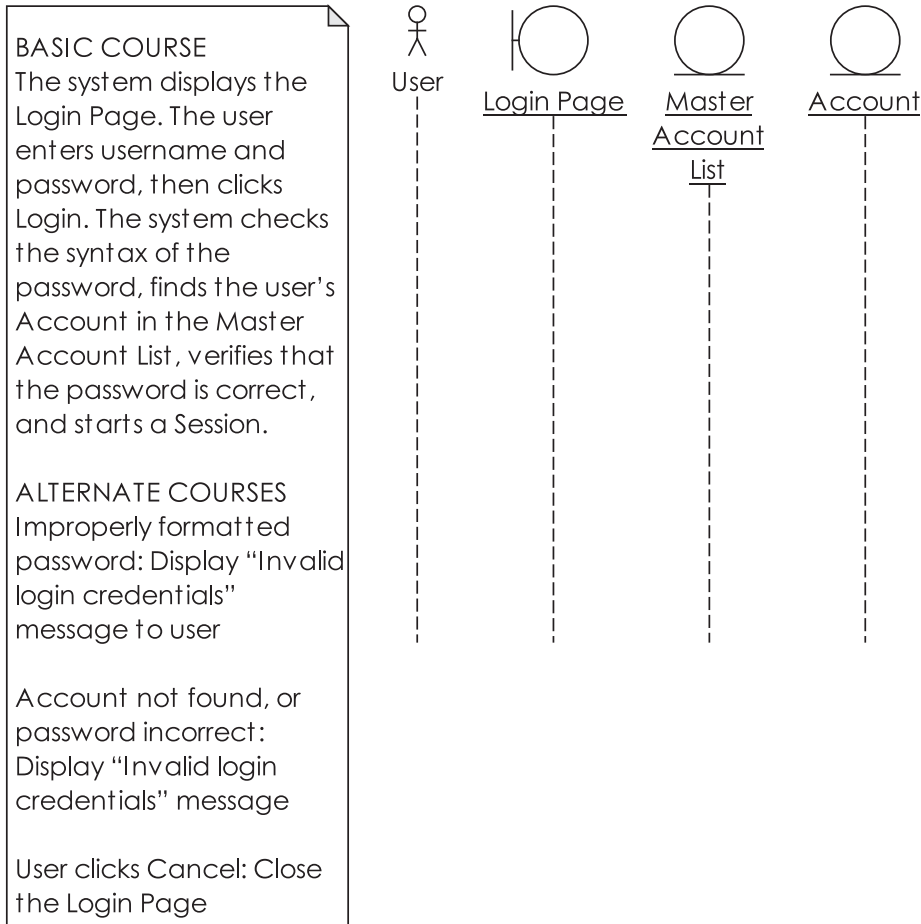 BASIC COURSE
The system displays the
Login Page. The user
enters username and
password, then clicks
Login. The system checks
the syntax of the
password, finds the user’s
Account in the Master
Account List, verifies that
the password is correct,
and starts a Session.
ALTERNATE COURSES
Improperly formatted
password: Display “Invalid
login credentials”
message to user
Account not found, or
password incorrect:
Display “Invalid login
credentials” message
User clicks Cancel: Close
the Login Page
User
Login Page
Master
Account
List
Account